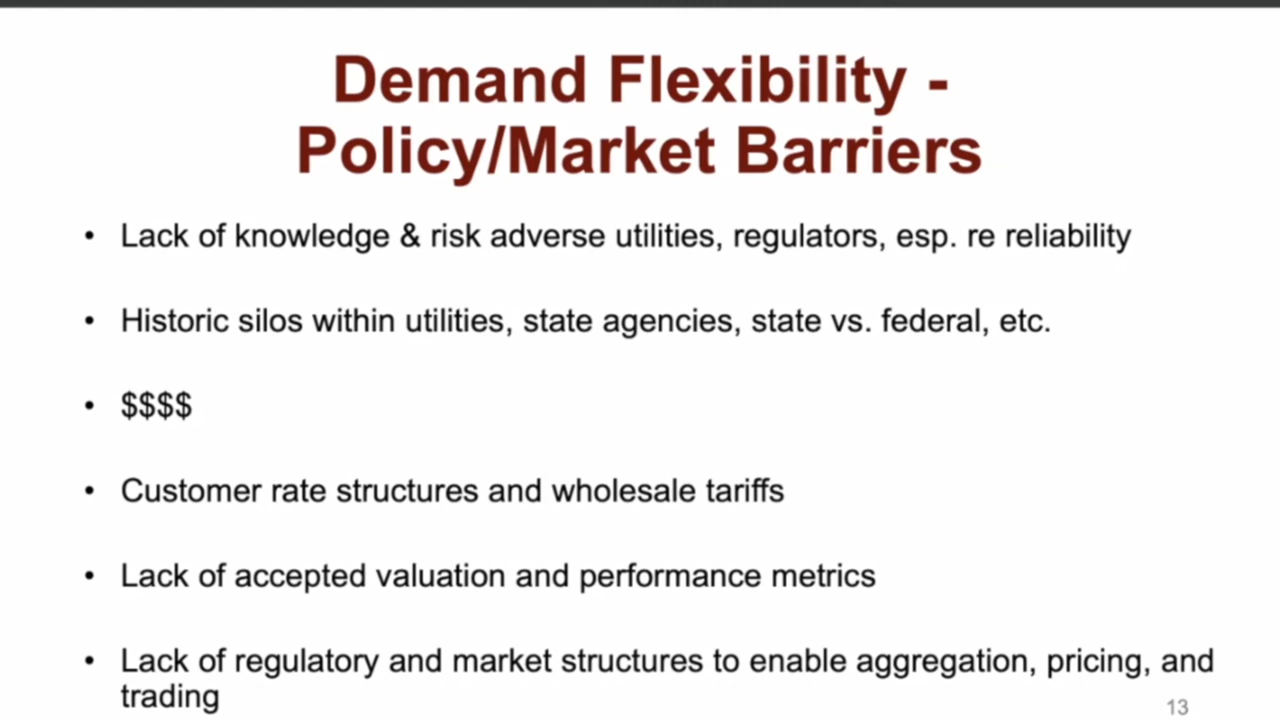 Demand Flexibility -
Policy/Market Barriers
• Lack of knowledge & risk adverse utilities, regulators, esp. re reliability
• Historic silos within utilities, state agencies, state vs. federal, etc.
• $$$$
• Customer rate structures and wholesale tariffs
• Lack of accepted valuation and performance metrics
• Lack of regulatory and market structures to enable aggregation, pricing, and
trading
13